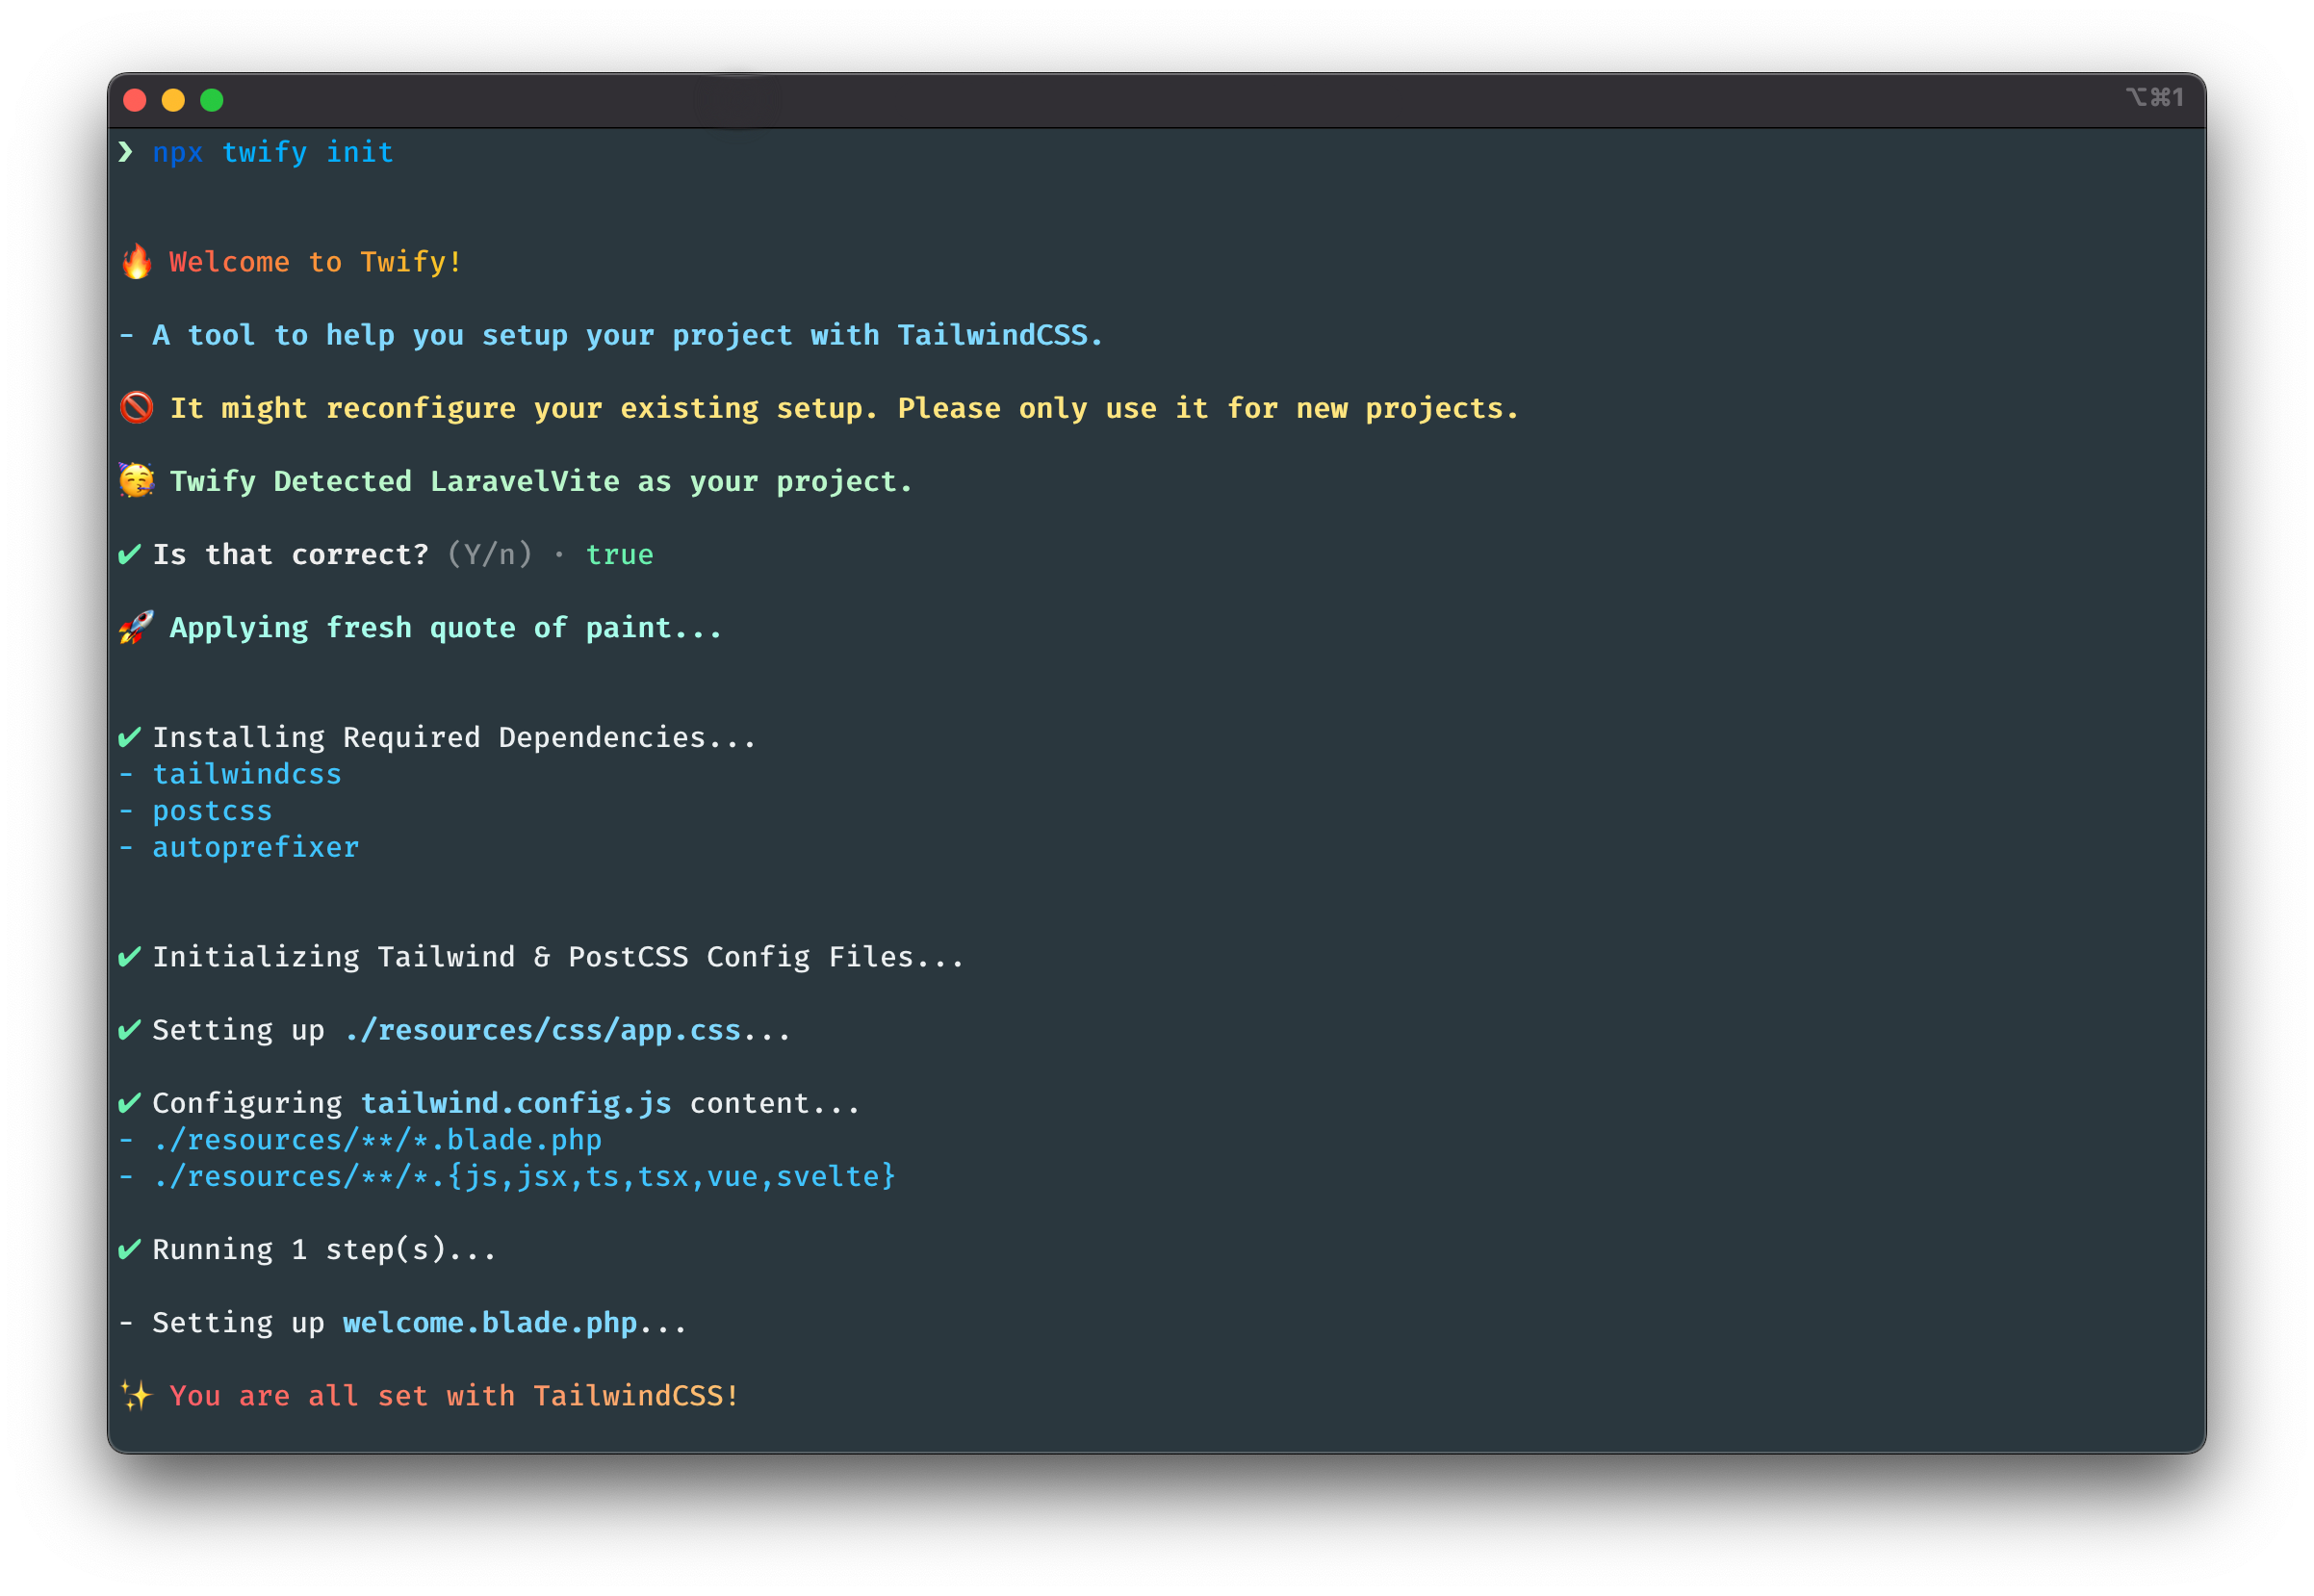 ⌥⌘1
❯ npx twify init
🔥 Welcome to Twify!
- A tool to help you setup your project with TailwindCSS.
🚫 It might reconfigure your existing setup. Please only use it for new projects.
🥳 Twify Detected LaravelVite as your project.
✔ Is that correct? (Y/n) · true
🚀 Applying fresh quote of paint...
✔ Installing Required Dependencies...
- tailwindcss
- postcss
- autoprefixer
✔ Initializing Tailwind & PostCSS Config Files...
✔ Setting up ./resources/css/app.css...
✔ Configuring tailwind.config.js content...
- ./resources/**/*.blade.php
- ./resources/**/*.{js,jsx,ts,tsx,vue,svelte}
✔ Running 1 step(s)...
- Setting up welcome.blade.php...
✨ You are all set with TailwindCSS!